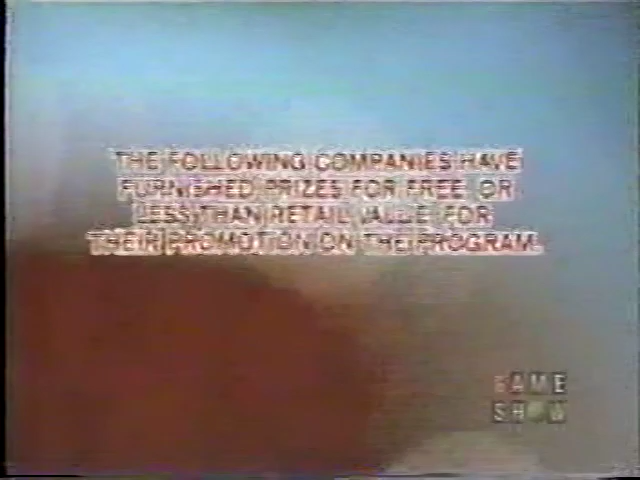 THE FOLLOWING COMPANIES HAVE
FURNISHED PRIZES FOR FREE OR
LESS THAN RETAIL VALUE FOR
THEIR PROMOTION ON THE PROGRAM.
GAME
SHOW